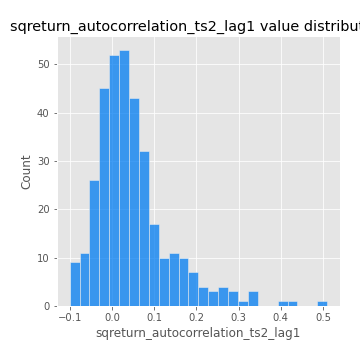 sqreturn_autocorrelation_ts2_lag1 value distribut
50
40
30
20
10
0
Count
−0.1 0.0 0.1 0.2 0.3 0.4 0.5
sqreturn_autocorrelation_ts2_lag1